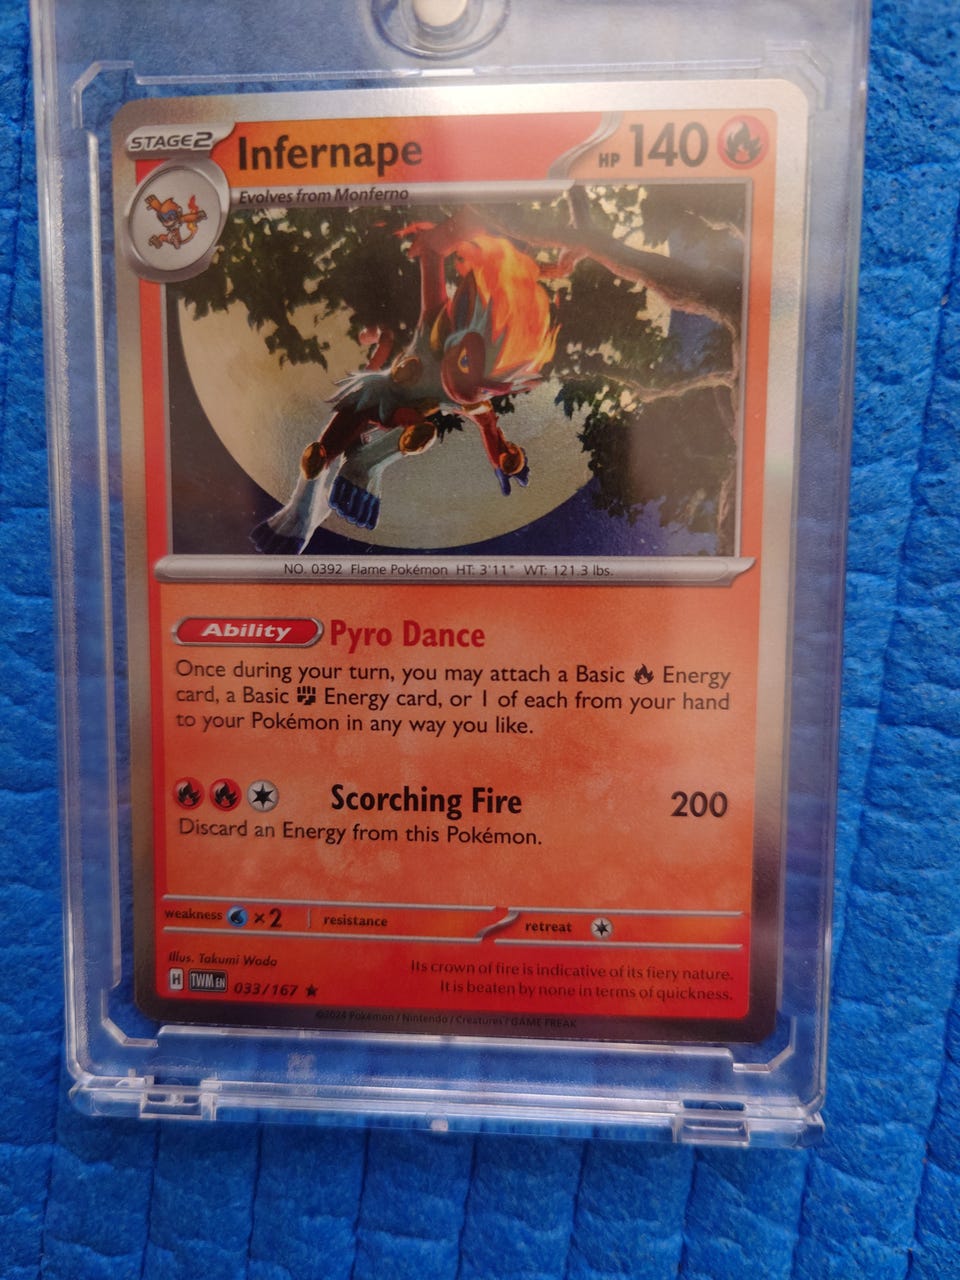 STAGE2
Infernape
HP 140
Evolves from Monferno
NO. 0392 Flame Pokémon HT: 3'11" WT: 121.3 lbs.
Ability Pyro Dance
Once during your turn, you may attach a Basic Energy
card, a Basic Energy card, or 1 of each from your hand
to your Pokémon in any way you like.
Scorching Fire 200
Discard an Energy from this Pokémon.
weakness ×2 resistance retreat
Illus. Takumi Wada
Its crown of fire is indicative of its fiery nature.
It is beaten by none in terms of quickness.
H TWM EN 033/167 ★
©2024 Pokémon / Nintendo / Creatures / GAME FREAK